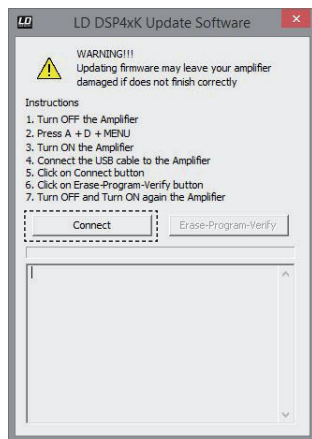 LD
LD DSP4xK Update Software
WARNING!!!
Updating firmware may leave your amplifier
damaged if does not finish correctly
Instructions
1. Turn OFF the Amplifier
2. Press A + D + MENU
3. Turn ON the Amplifier
4. Connect the USB cable to the Amplifier
5. Click on Connect button
6. Click on Erase-Program-Verify button
7. Turn OFF and Turn ON again the Amplifier
Connect
Erase-Program-Verify